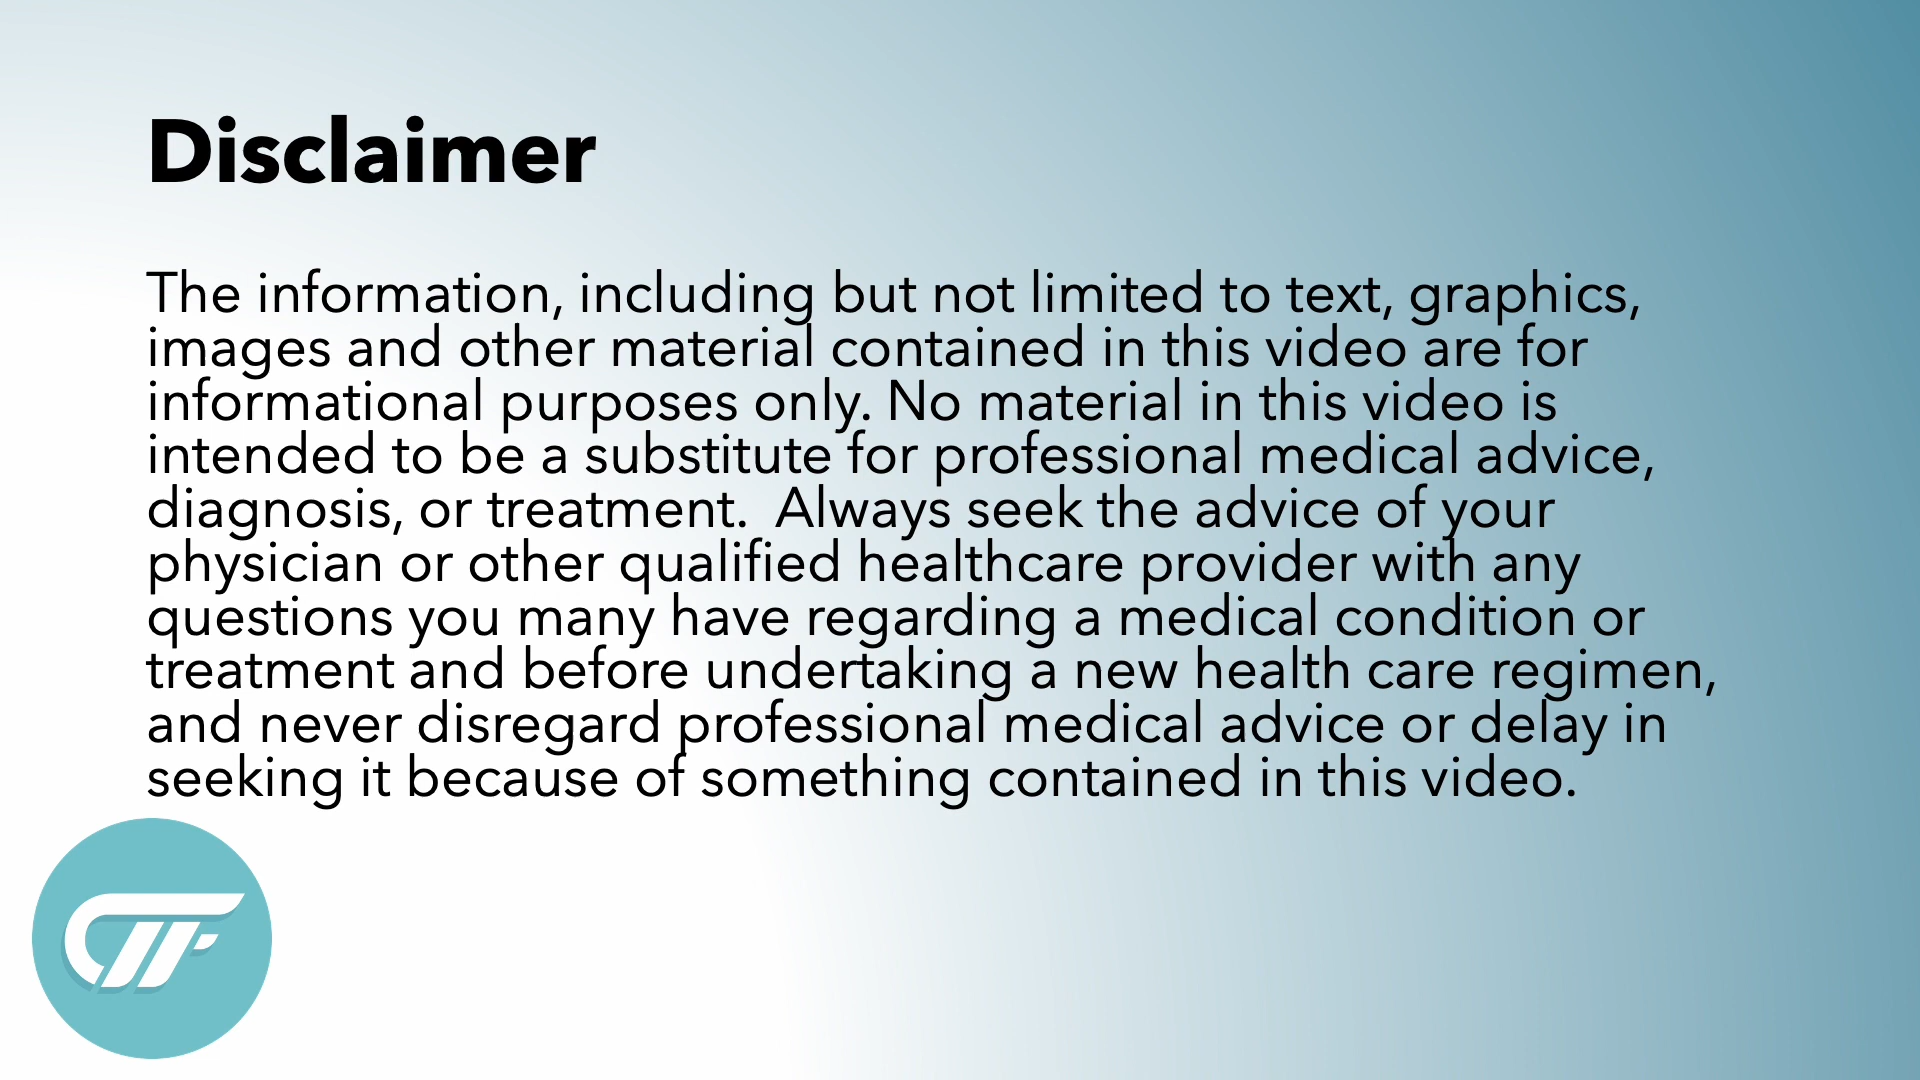 Disclaimer
The information, including but not limited to text, graphics,
images and other material contained in this video are for
informational purposes only. No material in this video is
intended to be a substitute for professional medical advice,
diagnosis, or treatment.  Always seek the advice of your
physician or other qualified healthcare provider with any
questions you many have regarding a medical condition or
treatment and before undertaking a new health care regimen,
and never disregard professional medical advice or delay in
seeking it because of something contained in this video.